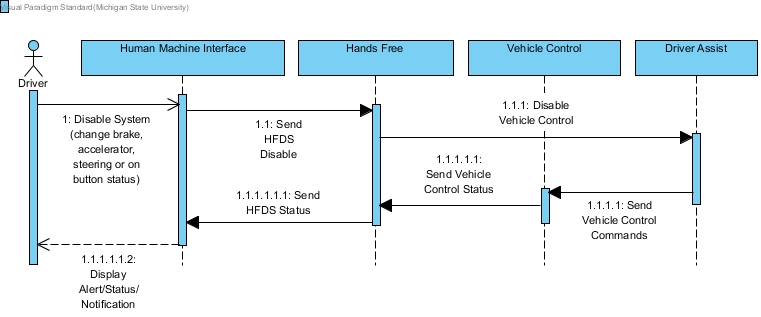 Visual Paradigm Standard(Michigan State University)
Human Machine Interface
Hands Free
Vehicle Control
Driver Assist
Driver
1: Disable System
(change brake,
accelerator,
steering or on
button status)
1.1: Send
HFDS
Disable
1.1.1: Disable
Vehicle Control
1.1.1.1.1:
Send Vehicle
Control Status
1.1.1.1.1.1: Send
HFDS Status
1.1.1.1: Send
Vehicle Control
Commands
1.1.1.1.1.2:
Display
Alert/Status/
Notification